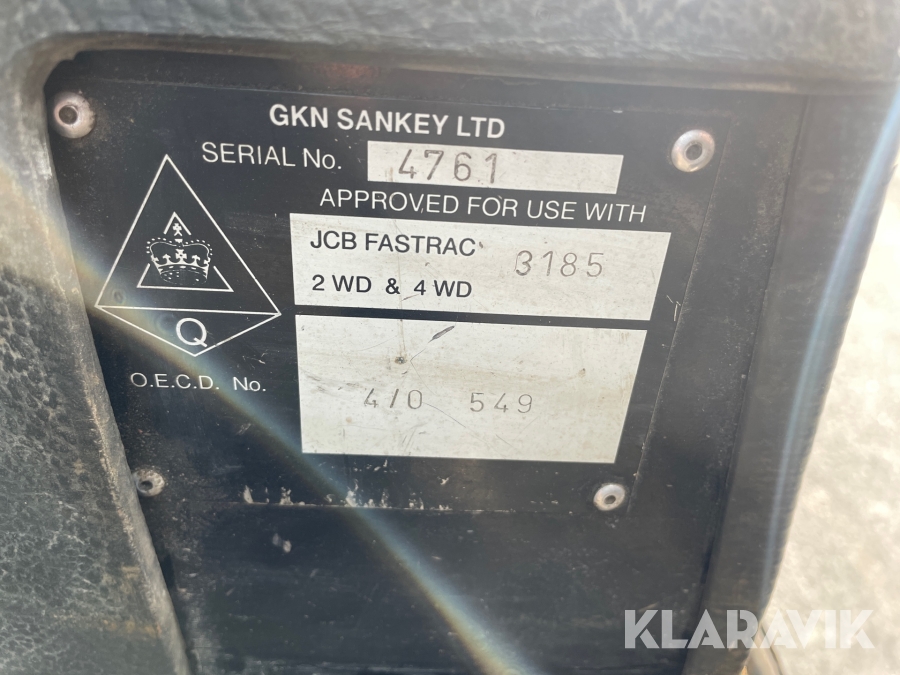 GKN SANKEY LTD
SERIAL No. 4761
APPROVED FOR USE WITH
JCB FASTRAC 3185
2 WD & 4 WD
Q
O.E.C.D. No. 4/0 549
KLARAVIK